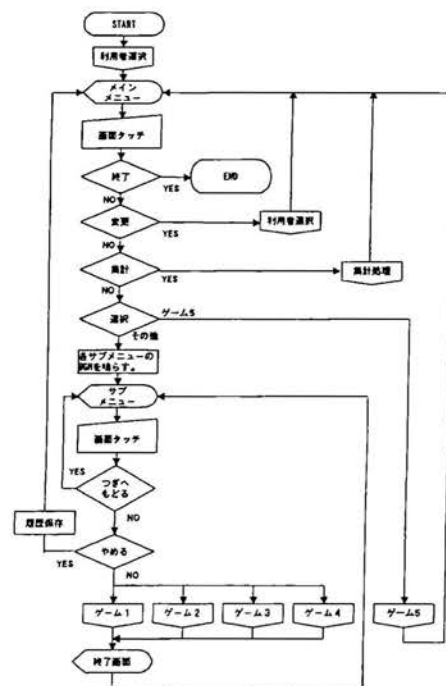 START
利用者選択
メイン
メニュー
画面タッチ
終了
YES
END
NO
変更
YES
利用者選択
NO
集計
YES
集計処理
NO
選択
ゲーム5
その他
各サブメニューの
BGMを鳴らす。
サブ
メニュー
画面タッチ
YES
つぎへ
もどる
NO
履歴保存
やめる
YES
NO
ゲーム1
ゲーム2
ゲーム3
ゲーム4
ゲーム5
終了画面